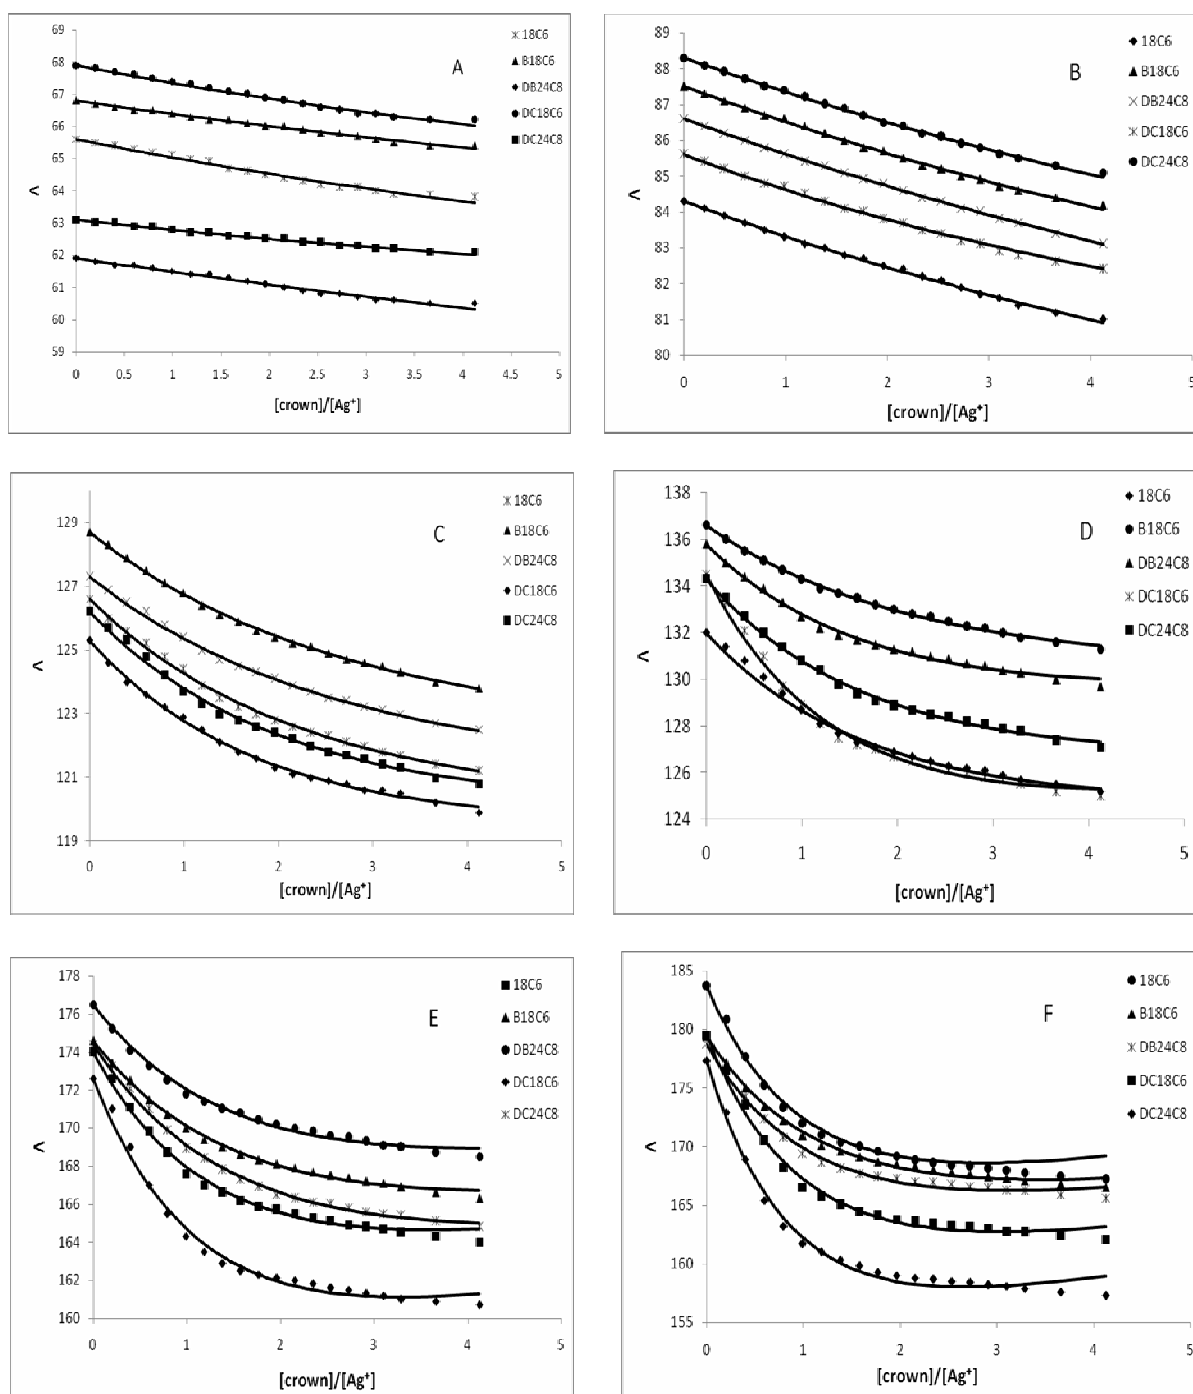 A
69
68
67
66
65
64
63
62
61
60
59
0 0.5 1 1.5 2 2.5 3 3.5 4 4.5 5
Λ
[crown]/[Ag⁺]
18C6
B18C6
DB24C8
DC18C6
DC24C8
B
89
88
87
86
85
84
83
82
81
80
0 1 2 3 4 5
Λ
[crown]/[Ag⁺]
18C6
B18C6
DB24C8
DC18C6
DC24C8
C
129
127
125
123
121
119
0 1 2 3 4 5
Λ
[crown]/[Ag⁺]
18C6
B18C6
DB24C8
DC18C6
DC24C8
D
138
136
134
132
130
128
126
124
0 1 2 3 4 5
Λ
[crown]/[Ag⁺]
18C6
B18C6
DB24C8
DC18C6
DC24C8
E
178
176
174
172
170
168
166
164
162
160
0 1 2 3 4 5
Λ
[crown]/[Ag⁺]
18C6
B18C6
DB24C8
DC18C6
DC24C8
F
185
180
175
170
165
160
155
0 1 2 3 4 5
Λ
[crown]/[Ag⁺]
18C6
B18C6
DB24C8
DC18C6
DC24C8